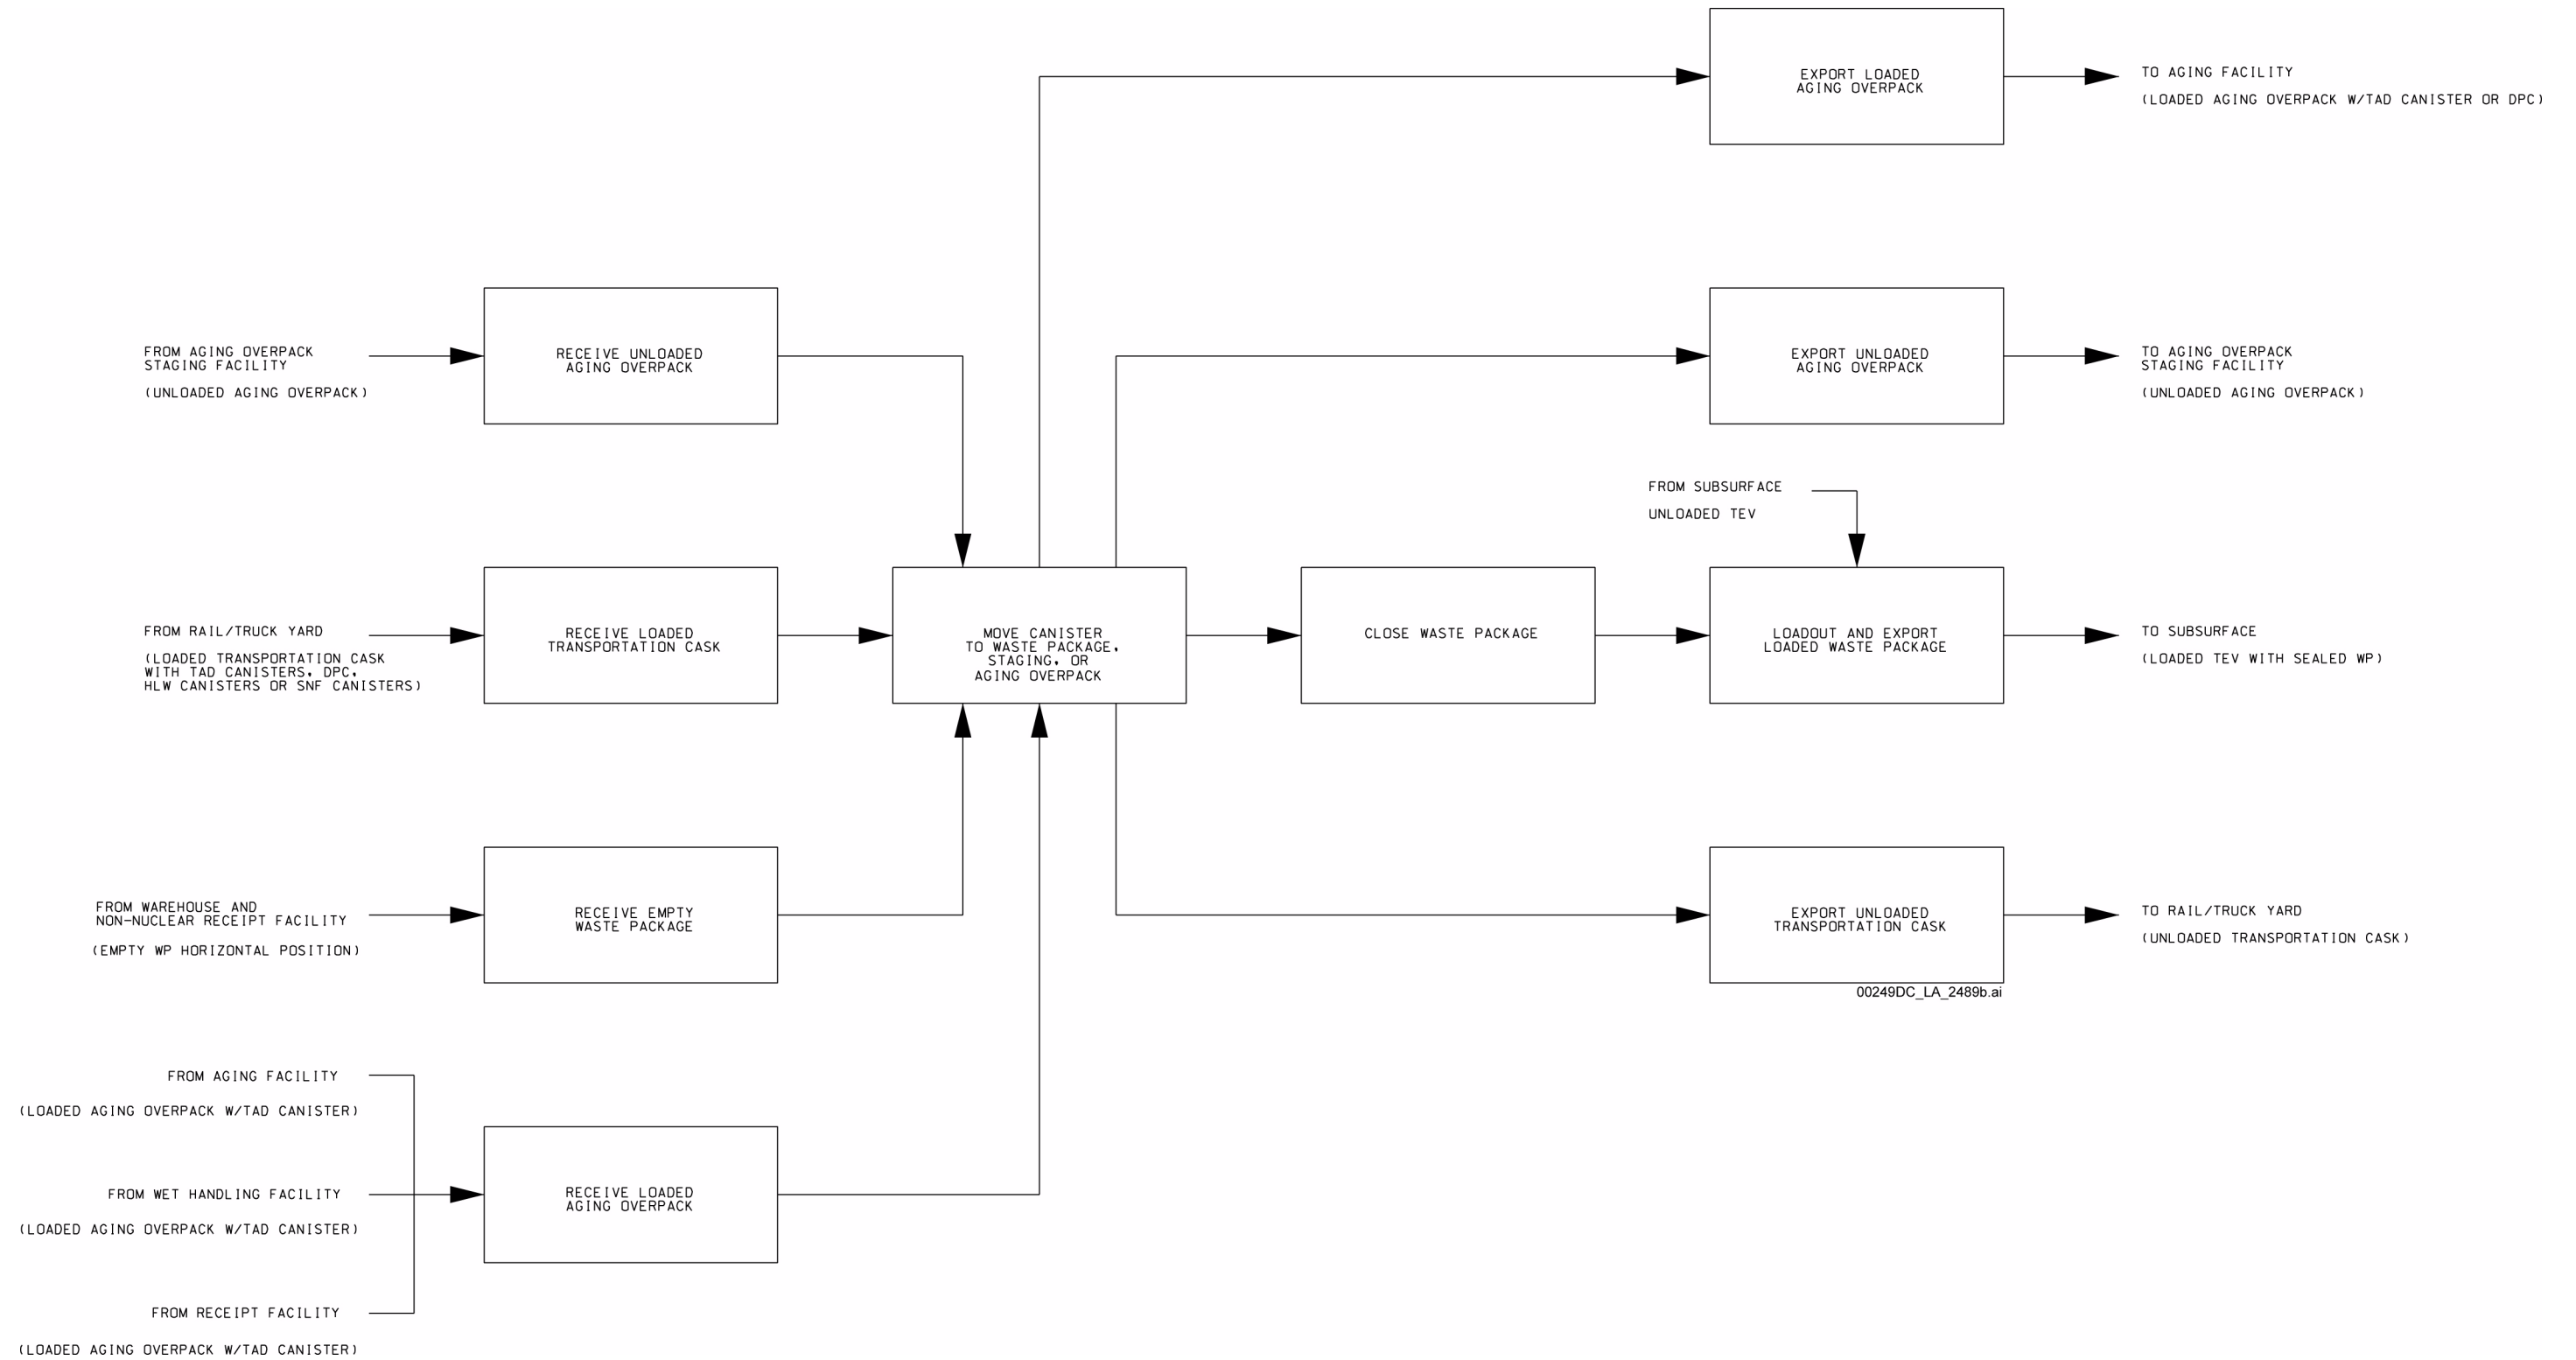 EXPORT LOADED
AGING OVERPACK
TO AGING FACILITY
(LOADED AGING OVERPACK W/TAD CANISTER OR DPC)
FROM AGING OVERPACK
STAGING FACILITY
(UNLOADED AGING OVERPACK)
RECEIVE UNLOADED
AGING OVERPACK
EXPORT UNLOADED
AGING OVERPACK
TO AGING OVERPACK
STAGING FACILITY
(UNLOADED AGING OVERPACK)
FROM SUBSURFACE
UNLOADED TEV
FROM RAIL/TRUCK YARD
(LOADED TRANSPORTATION CASK
WITH TAD CANISTERS, DPC,
HLW CANISTERS OR SNF CANISTERS)
RECEIVE LOADED
TRANSPORTATION CASK
MOVE CANISTER
TO WASTE PACKAGE,
STAGING, OR
AGING OVERPACK
CLOSE WASTE PACKAGE
LOADOUT AND EXPORT
LOADED WASTE PACKAGE
TO SUBSURFACE
(LOADED TEV WITH SEALED WP)
FROM WAREHOUSE AND
NON-NUCLEAR RECEIPT FACILITY
(EMPTY WP HORIZONTAL POSITION)
RECEIVE EMPTY
WASTE PACKAGE
EXPORT UNLOADED
TRANSPORTATION CASK
TO RAIL/TRUCK YARD
(UNLOADED TRANSPORTATION CASK)
00249DC_LA_2489b.ai
FROM AGING FACILITY
(LOADED AGING OVERPACK W/TAD CANISTER)
FROM WET HANDLING FACILITY
(LOADED AGING OVERPACK W/TAD CANISTER)
RECEIVE LOADED
AGING OVERPACK
FROM RECEIPT FACILITY
(LOADED AGING OVERPACK W/TAD CANISTER)